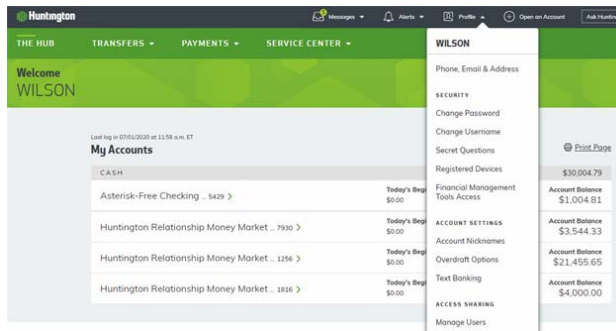 Huntington
Messages
Alerts
Profile
Open an Account
Ask Hunti
THE HUB
TRANSFERS
PAYMENTS
SERVICE CENTER
Welcome
WILSON
WILSON
Phone, Email & Address
SECURITY
Change Password
Change Username
Secret Questions
Registered Devices
Financial Management
Tools Access
ACCOUNT SETTINGS
Account Nicknames
Overdraft Options
Text Banking
ACCESS SHARING
Manage Users
Last log in 07/01/2020 at 11:58 a.m. ET
My Accounts
Print Page
CASH
$30,004.79
Asterisk-Free Checking .. 5429 >
Today's Begi
$0.00
Account Balance
$1,004.81
Huntington Relationship Money Market .. 7930 >
Today's Begi
$0.00
Account Balance
$3,544.33
Huntington Relationship Money Market .. 1256 >
Today's Begi
$0.00
Account Balance
$21,455.65
Huntington Relationship Money Market .. 1816 >
Today's Begi
$0.00
Account Balance
$4,000.00